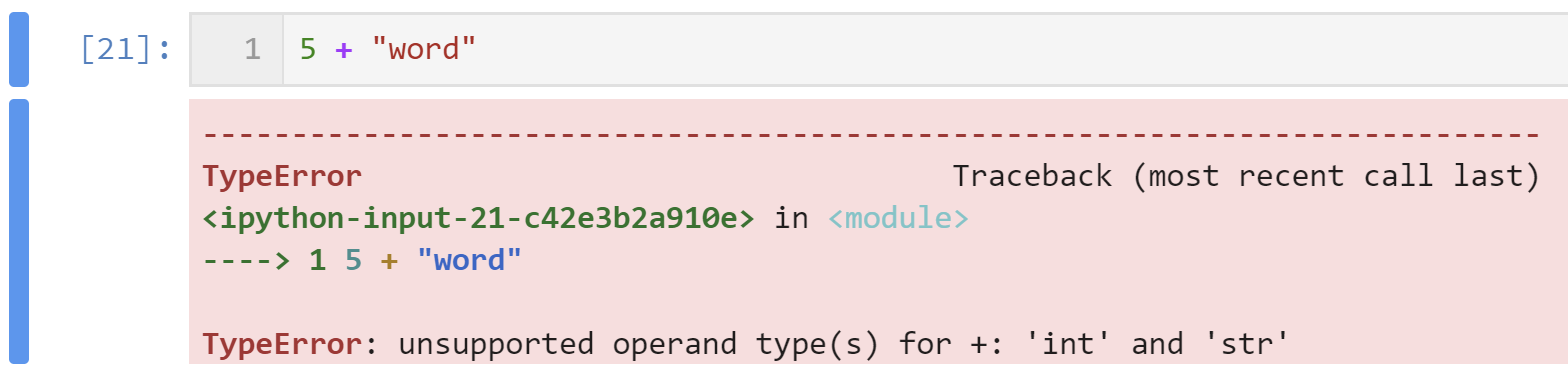 [21]: 1 5 + "word"
---------------------------------------------------------------------------
TypeError Traceback (most recent call last)
<ipython-input-21-c42e3b2a910e> in <module>
----> 1 5 + "word"
TypeError: unsupported operand type(s) for +: 'int' and 'str'